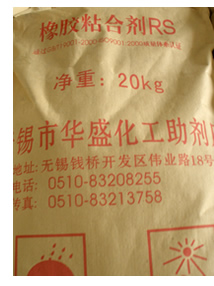 橡胶粘合剂RS
净重：20kg
锡市华盛化工助剂
地址:无锡钱桥开发区伟业路18号
电话: 0510-83208255
传真: 0510-83213758